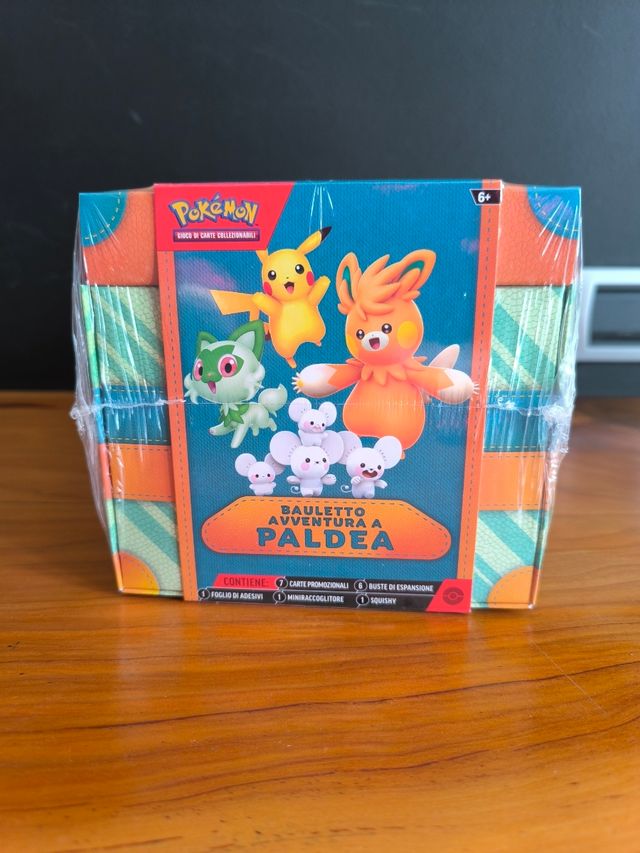 POKéMON
GIOCO DI CARTE COLLEZIONABILI
6+
BAULETTO
AVVENTURA A
PALDEA
CONTIENE: 7 CARTE PROMOZIONALI 6 BUSTE DI ESPANSIONE
1 FOGLIO DI ADESIVI 1 MINIRACCOGLITORE 1 SQUISHY